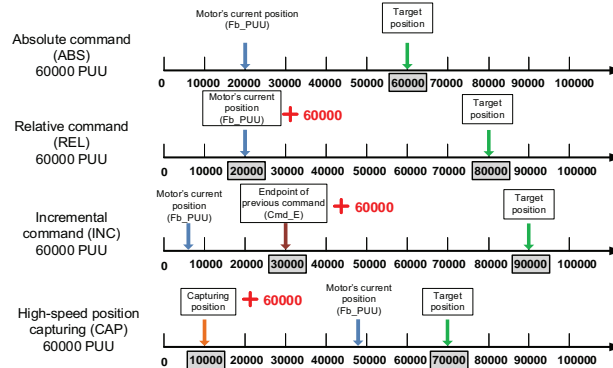 Motor's current position
(Fb_PUU)
Target
position
Absolute command
(ABS)
60000 PUU
0 10000 20000 30000 40000 50000 60000 70000 80000 90000 100000
Motor's current
position
(Fb_PUU)
+ 60000
Target
position
Relative command
(REL)
60000 PUU
0 10000 20000 30000 40000 50000 60000 70000 80000 90000 100000
Motor's current
position
(Fb_PUU)
Endpoint of
previous command
(Cmd_E)
+ 60000
Target
position
Incremental
command (INC)
60000 PUU
0 10000 20000 30000 40000 50000 60000 70000 80000 90000 100000
Capturing
position
+ 60000
Motor's current
position
(Fb_PUU)
Target
position
High-speed position
capturing (CAP)
60000 PUU
0 10000 20000 30000 40000 50000 60000 70000 80000 90000 100000